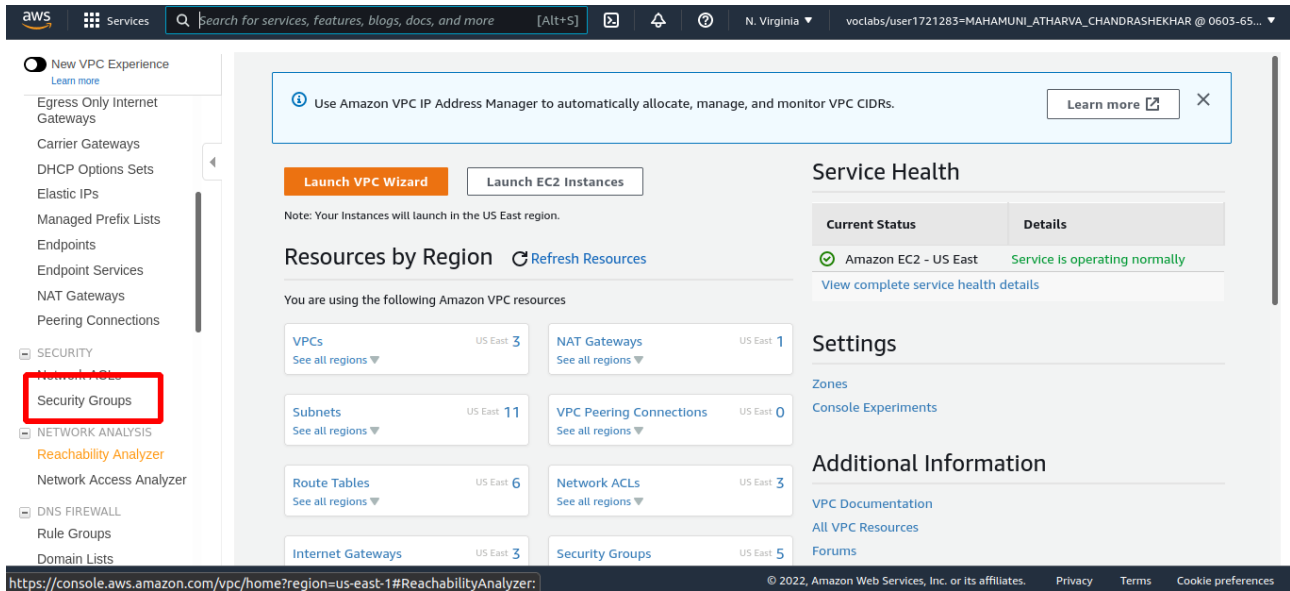 aws Services Search for services, features, blogs, docs, and more [Alt+S] N. Virginia ▼ voclabs/user1721283=MAHAMUNI_ATHARVA_CHANDRASHEKHAR @ 0603-65... ▼
New VPC Experience
Learn more
Egress Only Internet
Gateways
Carrier Gateways
DHCP Options Sets
Elastic IPs
Managed Prefix Lists
Endpoints
Endpoint Services
NAT Gateways
Peering Connections
SECURITY
Network ACLs
Security Groups
NETWORK ANALYSIS
Reachability Analyzer
Network Access Analyzer
DNS FIREWALL
Rule Groups
Domain Lists
Use Amazon VPC IP Address Manager to automatically allocate, manage, and monitor VPC CIDRs.
Learn more
Launch VPC Wizard
Launch EC2 Instances
Note: Your Instances will launch in the US East region.
Resources by Region Refresh Resources
You are using the following Amazon VPC resources
VPCs US East 3
See all regions ▼
NAT Gateways US East 1
See all regions ▼
Subnets US East 11
See all regions ▼
VPC Peering Connections US East 0
See all regions ▼
Route Tables US East 6
See all regions ▼
Network ACLs US East 3
See all regions ▼
Internet Gateways US East 3
Security Groups US East 5
Service Health
Current Status Details
Amazon EC2 - US East Service is operating normally
View complete service health details
Settings
Zones
Console Experiments
Additional Information
VPC Documentation
All VPC Resources
Forums
https://console.aws.amazon.com/vpc/home?region=us-east-1#ReachabilityAnalyzer:
© 2022, Amazon Web Services, Inc. or its affiliates. Privacy Terms Cookie preferences